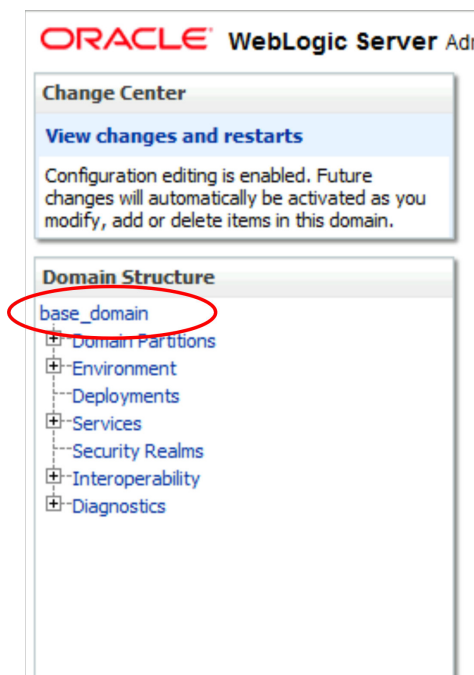 ORACLE WebLogic Server
Change Center
View changes and restarts
Configuration editing is enabled. Future
changes will automatically be activated as you
modify, add or delete items in this domain.
Domain Structure
base_domain
Domain Partitions
Environment
Deployments
Services
Security Realms
Interoperability
Diagnostics